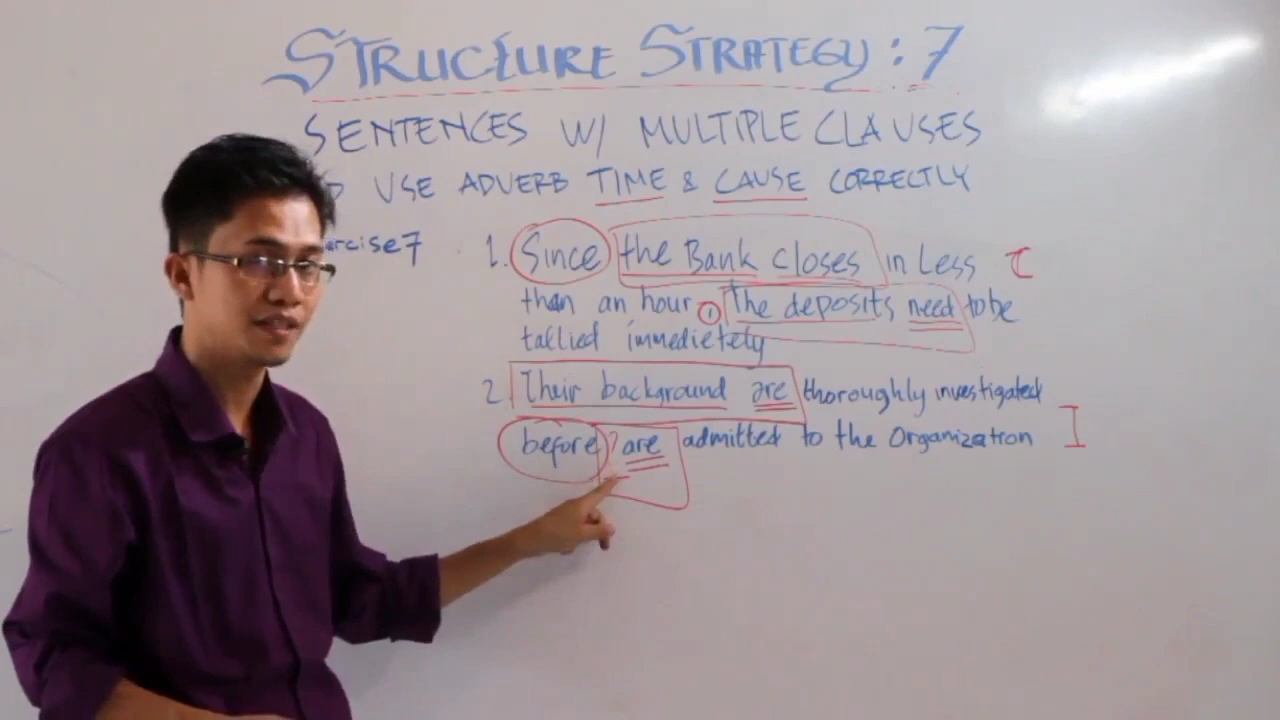 STRUCTURE STRATEGY: 7
SENTENCES W/ MULTIPLE CLAUSES
USE ADVERB TIME & CAUSE CORRECTLY
ercise 7
1. Since the Bank closes in Less C
than an hour , the deposits need to be
tallied immedietely
2 Their background are thoroughly investigated
before ? are admitted to the Organization I